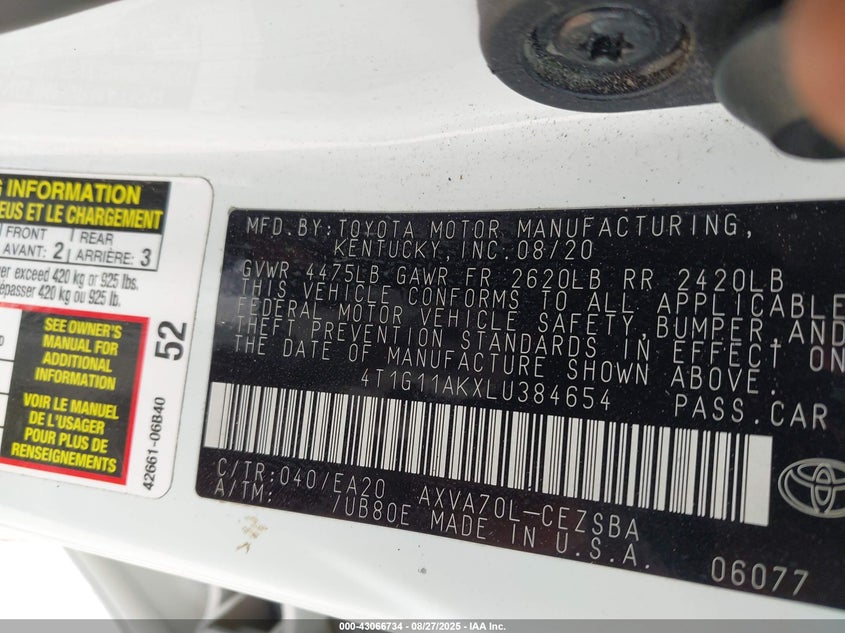 G INFORMATION
EUS ET LE CHARGEMENT
FRONT
AVANT: 2
REAR
ARRIÈRE: 3
er exceed 420 kg or 925 lbs.
épasser 420 kg ou 925 lb.
SEE OWNER'S
MANUAL FOR
ADDITIONAL
INFORMATION
VOIR LE MANUEL
DE L'USAGER
POUR PLUS DE
RENSEIGNEMENTS
52
42661-06B40
MFD.BY:TOYOTA MOTOR MANUFACTURING,
KENTUCKY, INC. 08/20
GVWR 4475LB GAWR FR 2620LB RR 2420LB
THIS VEHICLE CONFORMS TO ALL APPLICABLE
FEDERAL MOTOR VEHICLE SAFETY, BUMPER, AND
THEFT PREVENTION STANDARDS IN EFFECT ON
THE DATE OF MANUFACTURE SHOWN ABOVE.
4T1G11AKXLU384654 PASS.CAR
C/TR:040/EA20 AXVA70L-CEZSBA
A/TM: /UB80E MADE IN U.S.A.
06077
000-43066734 - 08/27/2025 - IAA Inc.